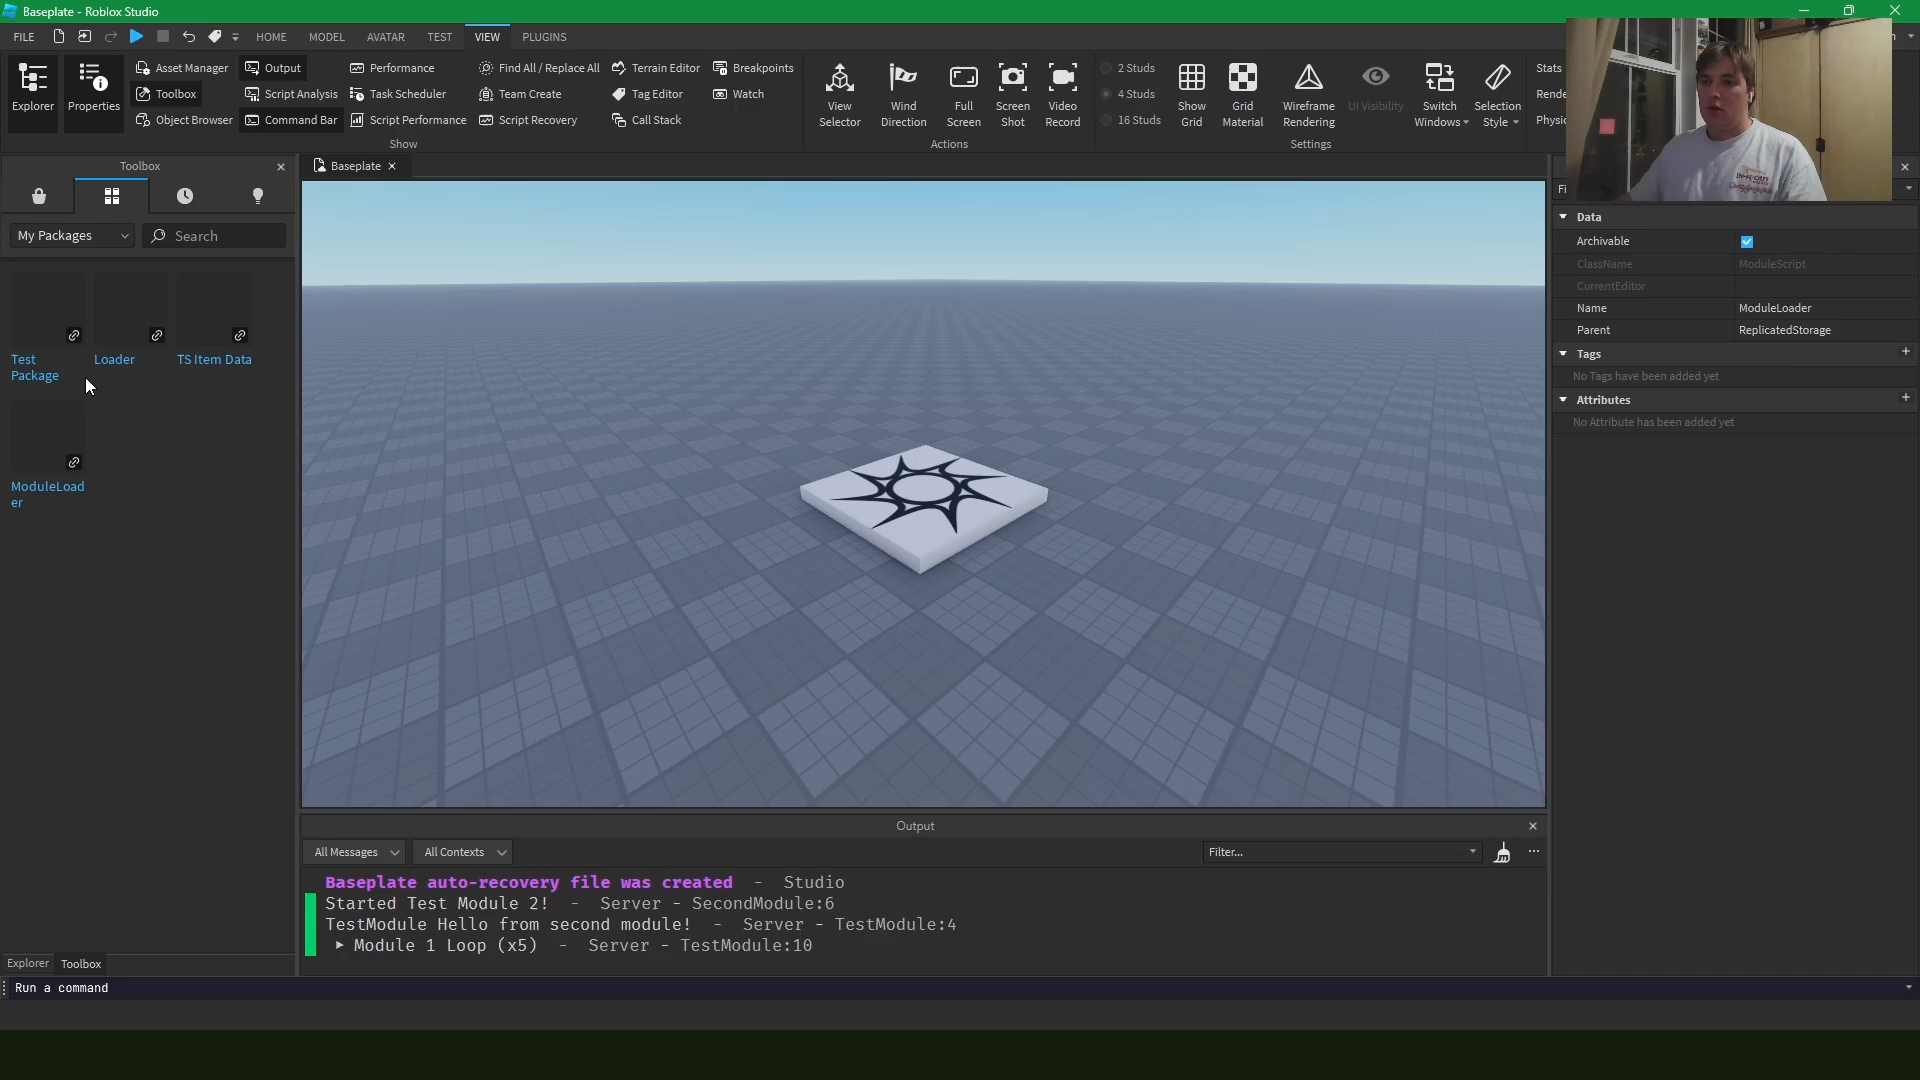 Baseplate - Roblox Studio
FILE
HOME
MODEL
AVATAR
TEST
VIEW
PLUGINS
Explorer
Properties
Asset Manager
Toolbox
Object Browser
Output
Script Analysis
Command Bar
Performance
Task Scheduler
Script Performance
Find All / Replace All
Team Create
Script Recovery
Terrain Editor
Tag Editor
Call Stack
Breakpoints
Watch
Show
View
Selector
Wind
Direction
Full
Screen
Screen
Shot
Video
Record
Actions
2 Studs
4 Studs
16 Studs
Show
Grid
Grid
Material
Wireframe
Rendering
UI Visibility
Switch
Windows
Selection
Style
Settings
Stats
Rende
Physic
Toolbox
My Packages
Search
Test
Package
Loader
TS Item Data
ModuleLoad
er
Explorer
Toolbox
Baseplate
Output
All Messages
All Contexts
Filter...
Baseplate auto-recovery file was created - Studio
Started Test Module 2! - Server - SecondModule:6
TestModule Hello from second module! - Server - TestModule:4
Module 1 Loop (x5) - Server - TestModule:10
Run a command
Fi
Data
Archivable
ClassName ModuleScript
CurrentEditor
Name ModuleLoader
Parent ReplicatedStorage
Tags
No Tags have been added yet
Attributes
No Attribute has been added yet